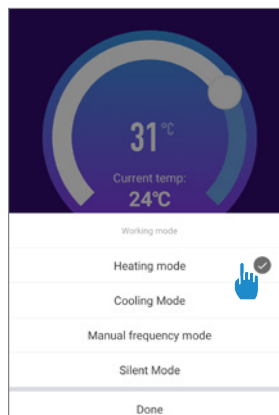 31°C
Current temp:
24°C
Working mode
Heating mode
Cooling Mode
Manual frequency mode
Silent Mode
Done